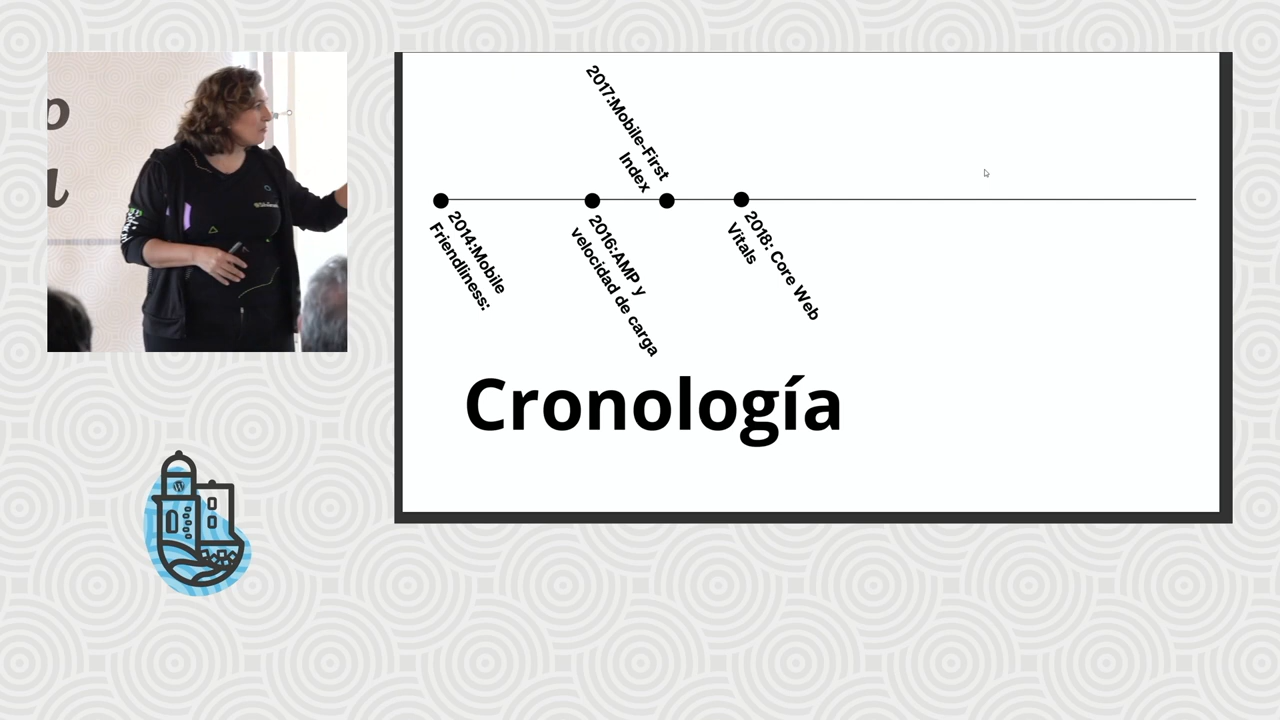 2017:Mobile-First
Index
2014:Mobile
Friendliness:
2016:AMP y
velocidad de carga
2018: Core Web
Vitals
Cronología